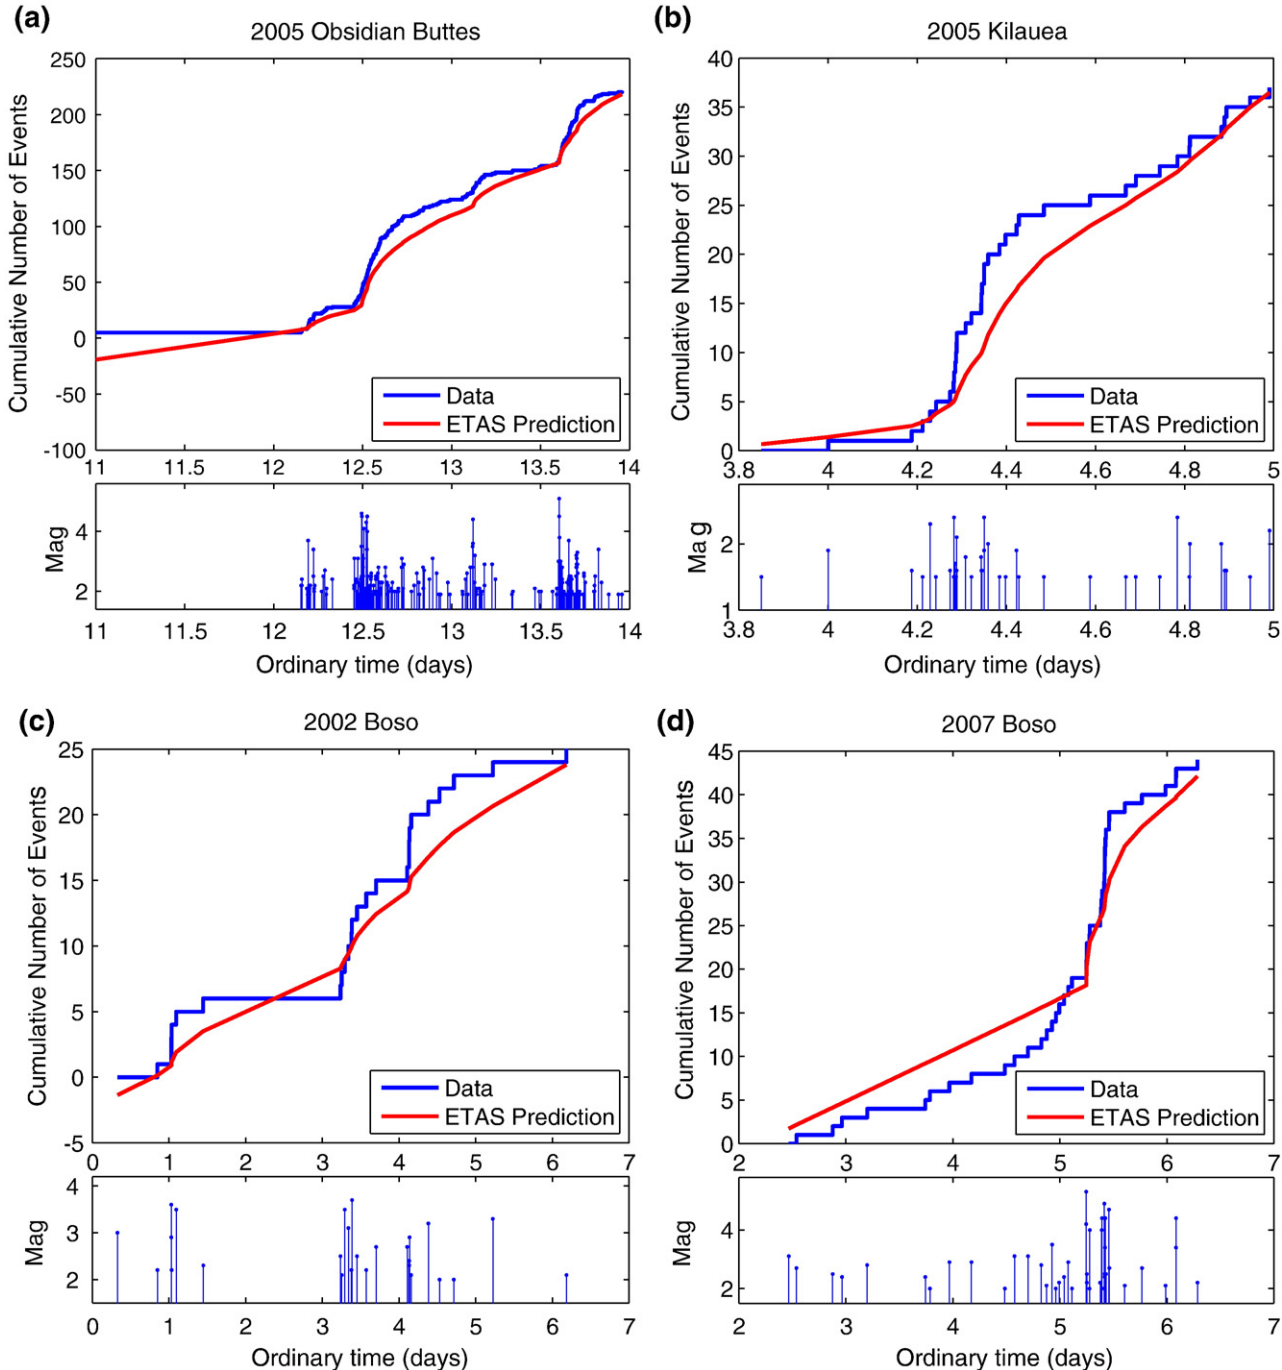 (a)
2005 Obsidian Buttes
250
200
150
100
50
0
-50
-100
Cumulative Number of Events
Data
ETAS Prediction
11 11.5 12 12.5 13 13.5 14
4
2
Mag
11 11.5 12 12.5 13 13.5 14
Ordinary time (days)
(b)
2005 Kilauea
40
35
30
25
20
15
10
5
0
Cumulative Number of Events
Data
ETAS Prediction
3.8 4 4.2 4.4 4.6 4.8 5
2
1
Mag
3.8 4 4.2 4.4 4.6 4.8 5
Ordinary time (days)
(c)
2002 Boso
25
20
15
10
5
0
-5
Cumulative Number of Events
Data
ETAS Prediction
0 1 2 3 4 5 6 7
4
3
2
Mag
0 1 2 3 4 5 6 7
Ordinary time (days)
(d)
2007 Boso
45
40
35
30
25
20
15
10
5
0
Cumulative Number of Events
Data
ETAS Prediction
2 3 4 5 6 7
4
2
Mag
2 3 4 5 6 7
Ordinary time (days)